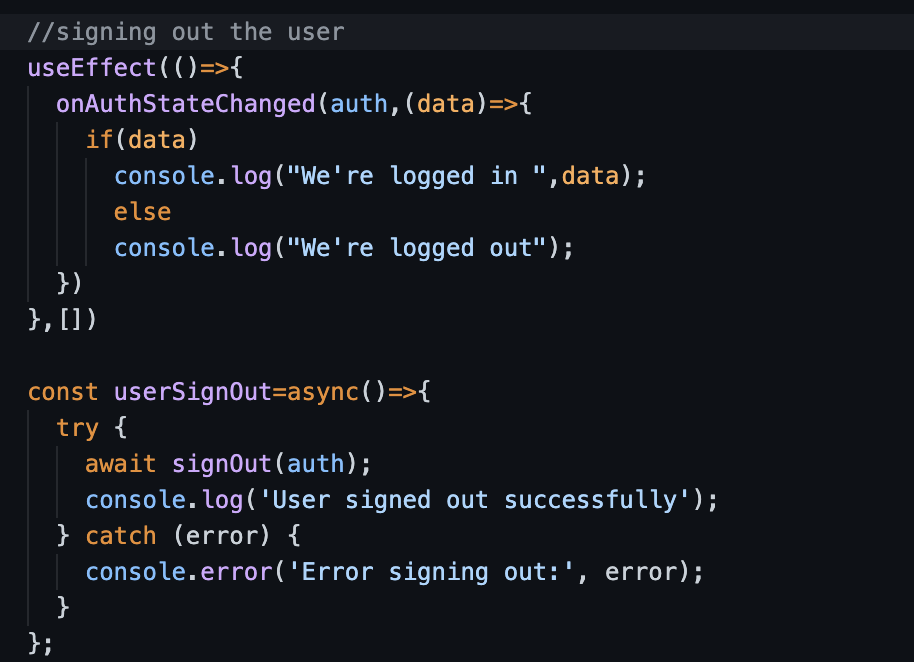 //signing out the user
useEffect(()=>{
  onAuthStateChanged(auth,(data)=>{
    if(data)
      console.log("We're logged in ",data);
      else
      console.log("We're logged out");
  })
},[])

const userSignOut=async()=>{
  try {
    await signOut(auth);
    console.log('User signed out successfully');
  } catch (error) {
    console.error('Error signing out:', error);
  }
};